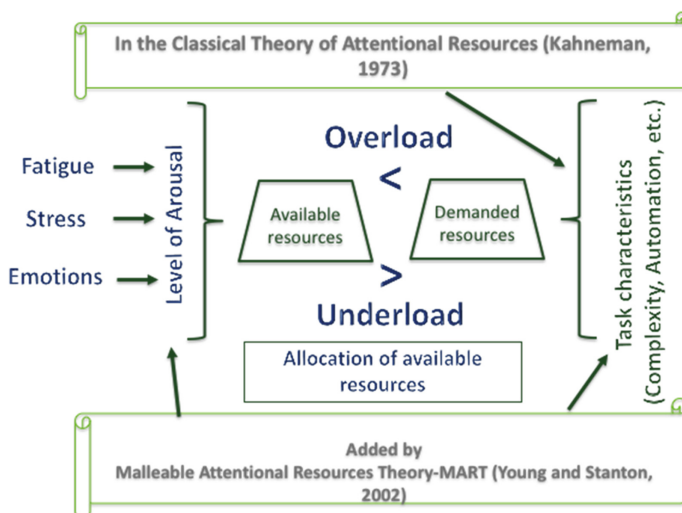 In the Classical Theory of Attentional Resources (Kahneman,
1973)
Fatigue
Stress
Emotions
Level of Arousal
Overload
<
Available
resources
Demanded
resources
>
Underload
Allocation of available
resources
Task characteristics
(Complexity, Automation, etc.)
Added by
Malleable Attentional Resources Theory-MART (Young and Stanton,
2002)